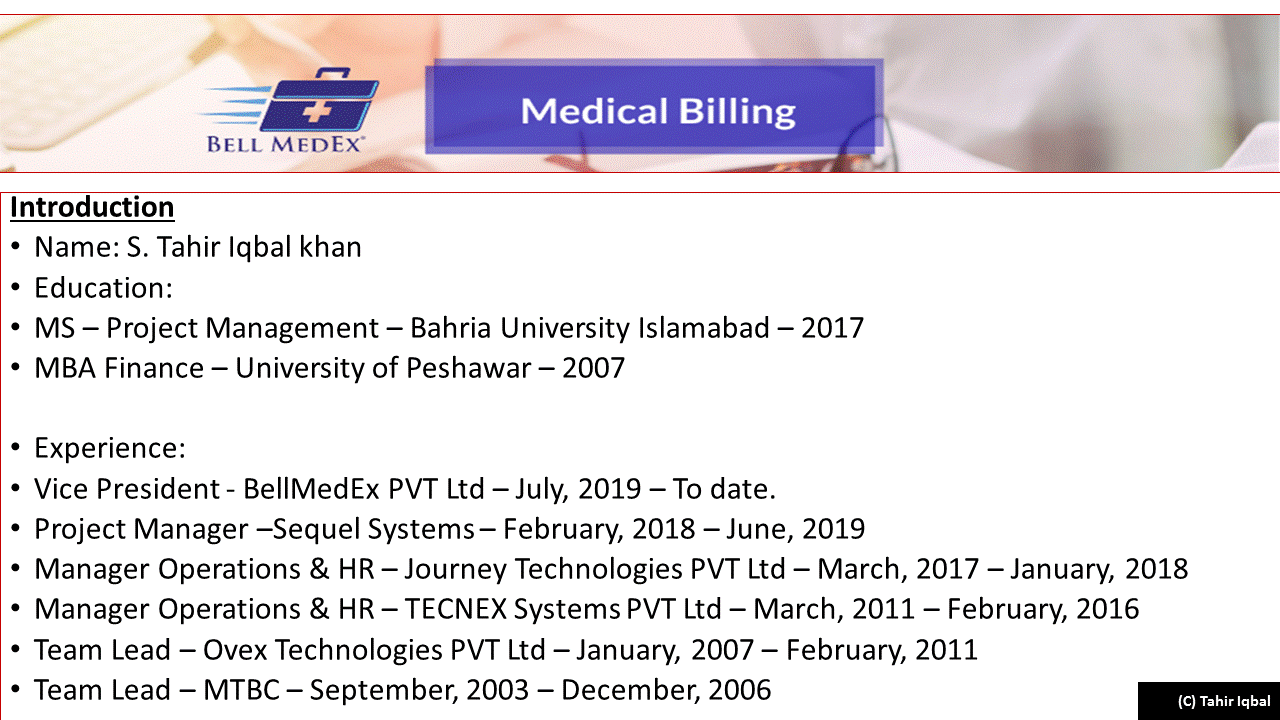 BELL MEDEX®
Medical Billing
Introduction
• Name: S. Tahir Iqbal khan
• Education:
• MS – Project Management – Bahria University Islamabad – 2017
• MBA Finance – University of Peshawar – 2007
• Experience:
• Vice President - BellMedEx PVT Ltd – July, 2019 – To date.
• Project Manager –Sequel Systems – February, 2018 – June, 2019
• Manager Operations & HR – Journey Technologies PVT Ltd – March, 2017 – January, 2018
• Manager Operations & HR – TECNEX Systems PVT Ltd – March, 2011 – February, 2016
• Team Lead – Ovex Technologies PVT Ltd – January, 2007 – February, 2011
• Team Lead – MTBC – September, 2003 – December, 2006
(C) Tahir Iqbal